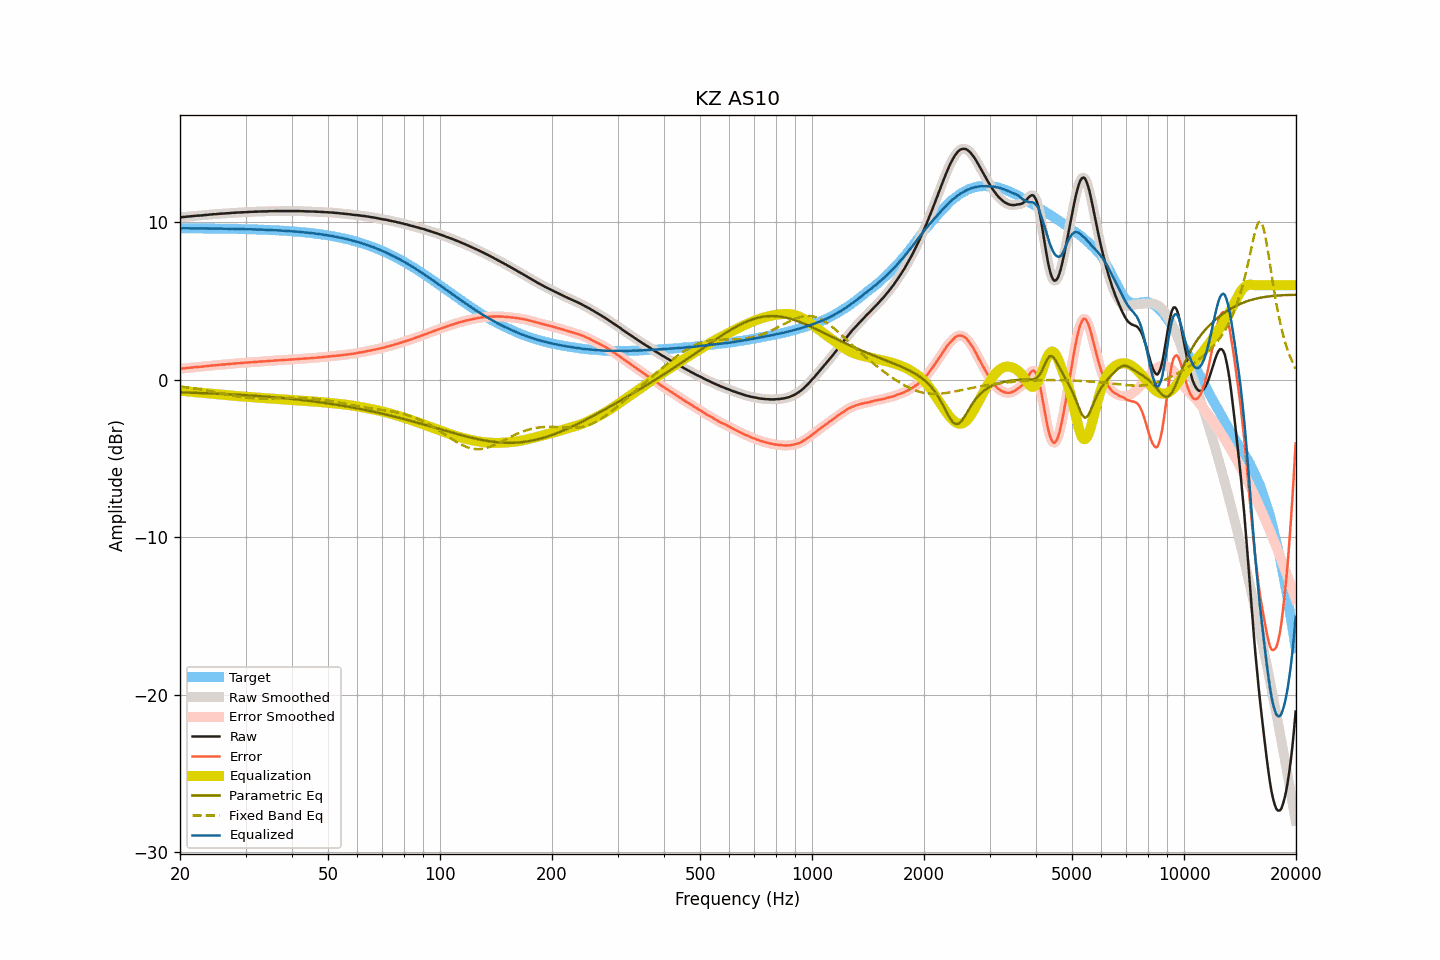 KZ AS10
Amplitude (dBr)
10
0
−10
−20
−30
Target
Raw Smoothed
Error Smoothed
Raw
Error
Equalization
Parametric Eq
Fixed Band Eq
Equalized
20 50 100 200 500 1000 2000 5000 10000 20000
Frequency (Hz)